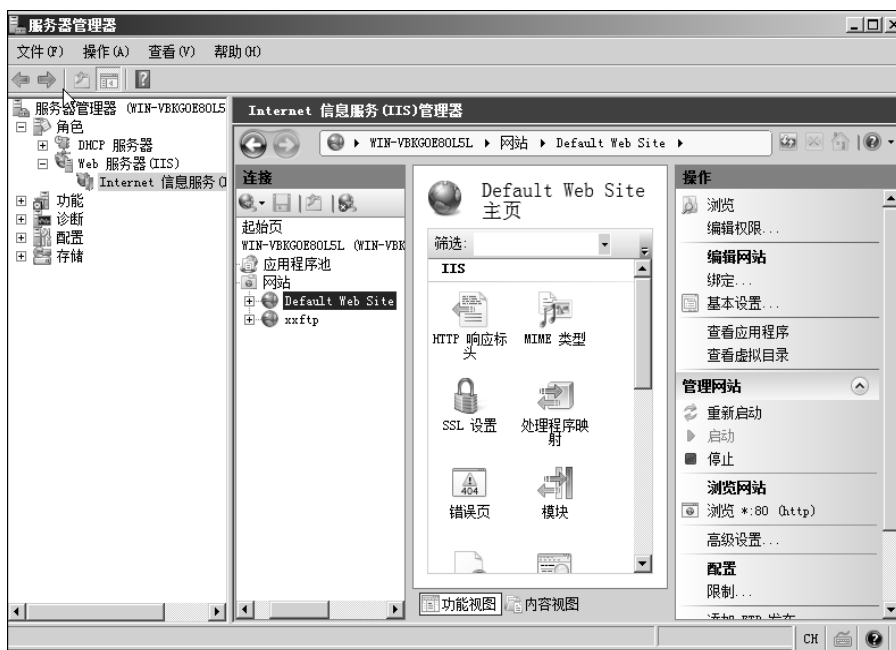 服务器管理器
文件(F) 操作(A) 查看(V) 帮助(H)
服务器管理器 (WIN-VBKGOE80L5
角色
DHCP 服务器
Web 服务器(IIS)
Internet 信息服务(I
功能
诊断
配置
存储
Internet 信息服务(IIS)管理器
WIN-VBKGOE80L5L
网站
Default Web Site
连接
起始页
WIN-VBKGOE80L5L (WIN-VBK
应用程序池
网站
Default Web Site
xxftp
Default Web Site
主页
筛选:
IIS
HTTP 响应标
头
MIME 类型
SSL 设置
处理程序映
射
404
错误页
模块
功能视图
内容视图
操作
浏览
编辑权限...
编辑网站
绑定...
基本设置...
查看应用程序
查看虚拟目录
管理网站
重新启动
启动
停止
浏览网站
浏览 *:80 (http)
高级设置...
配置
限制...
添加 FTP 发布
CH